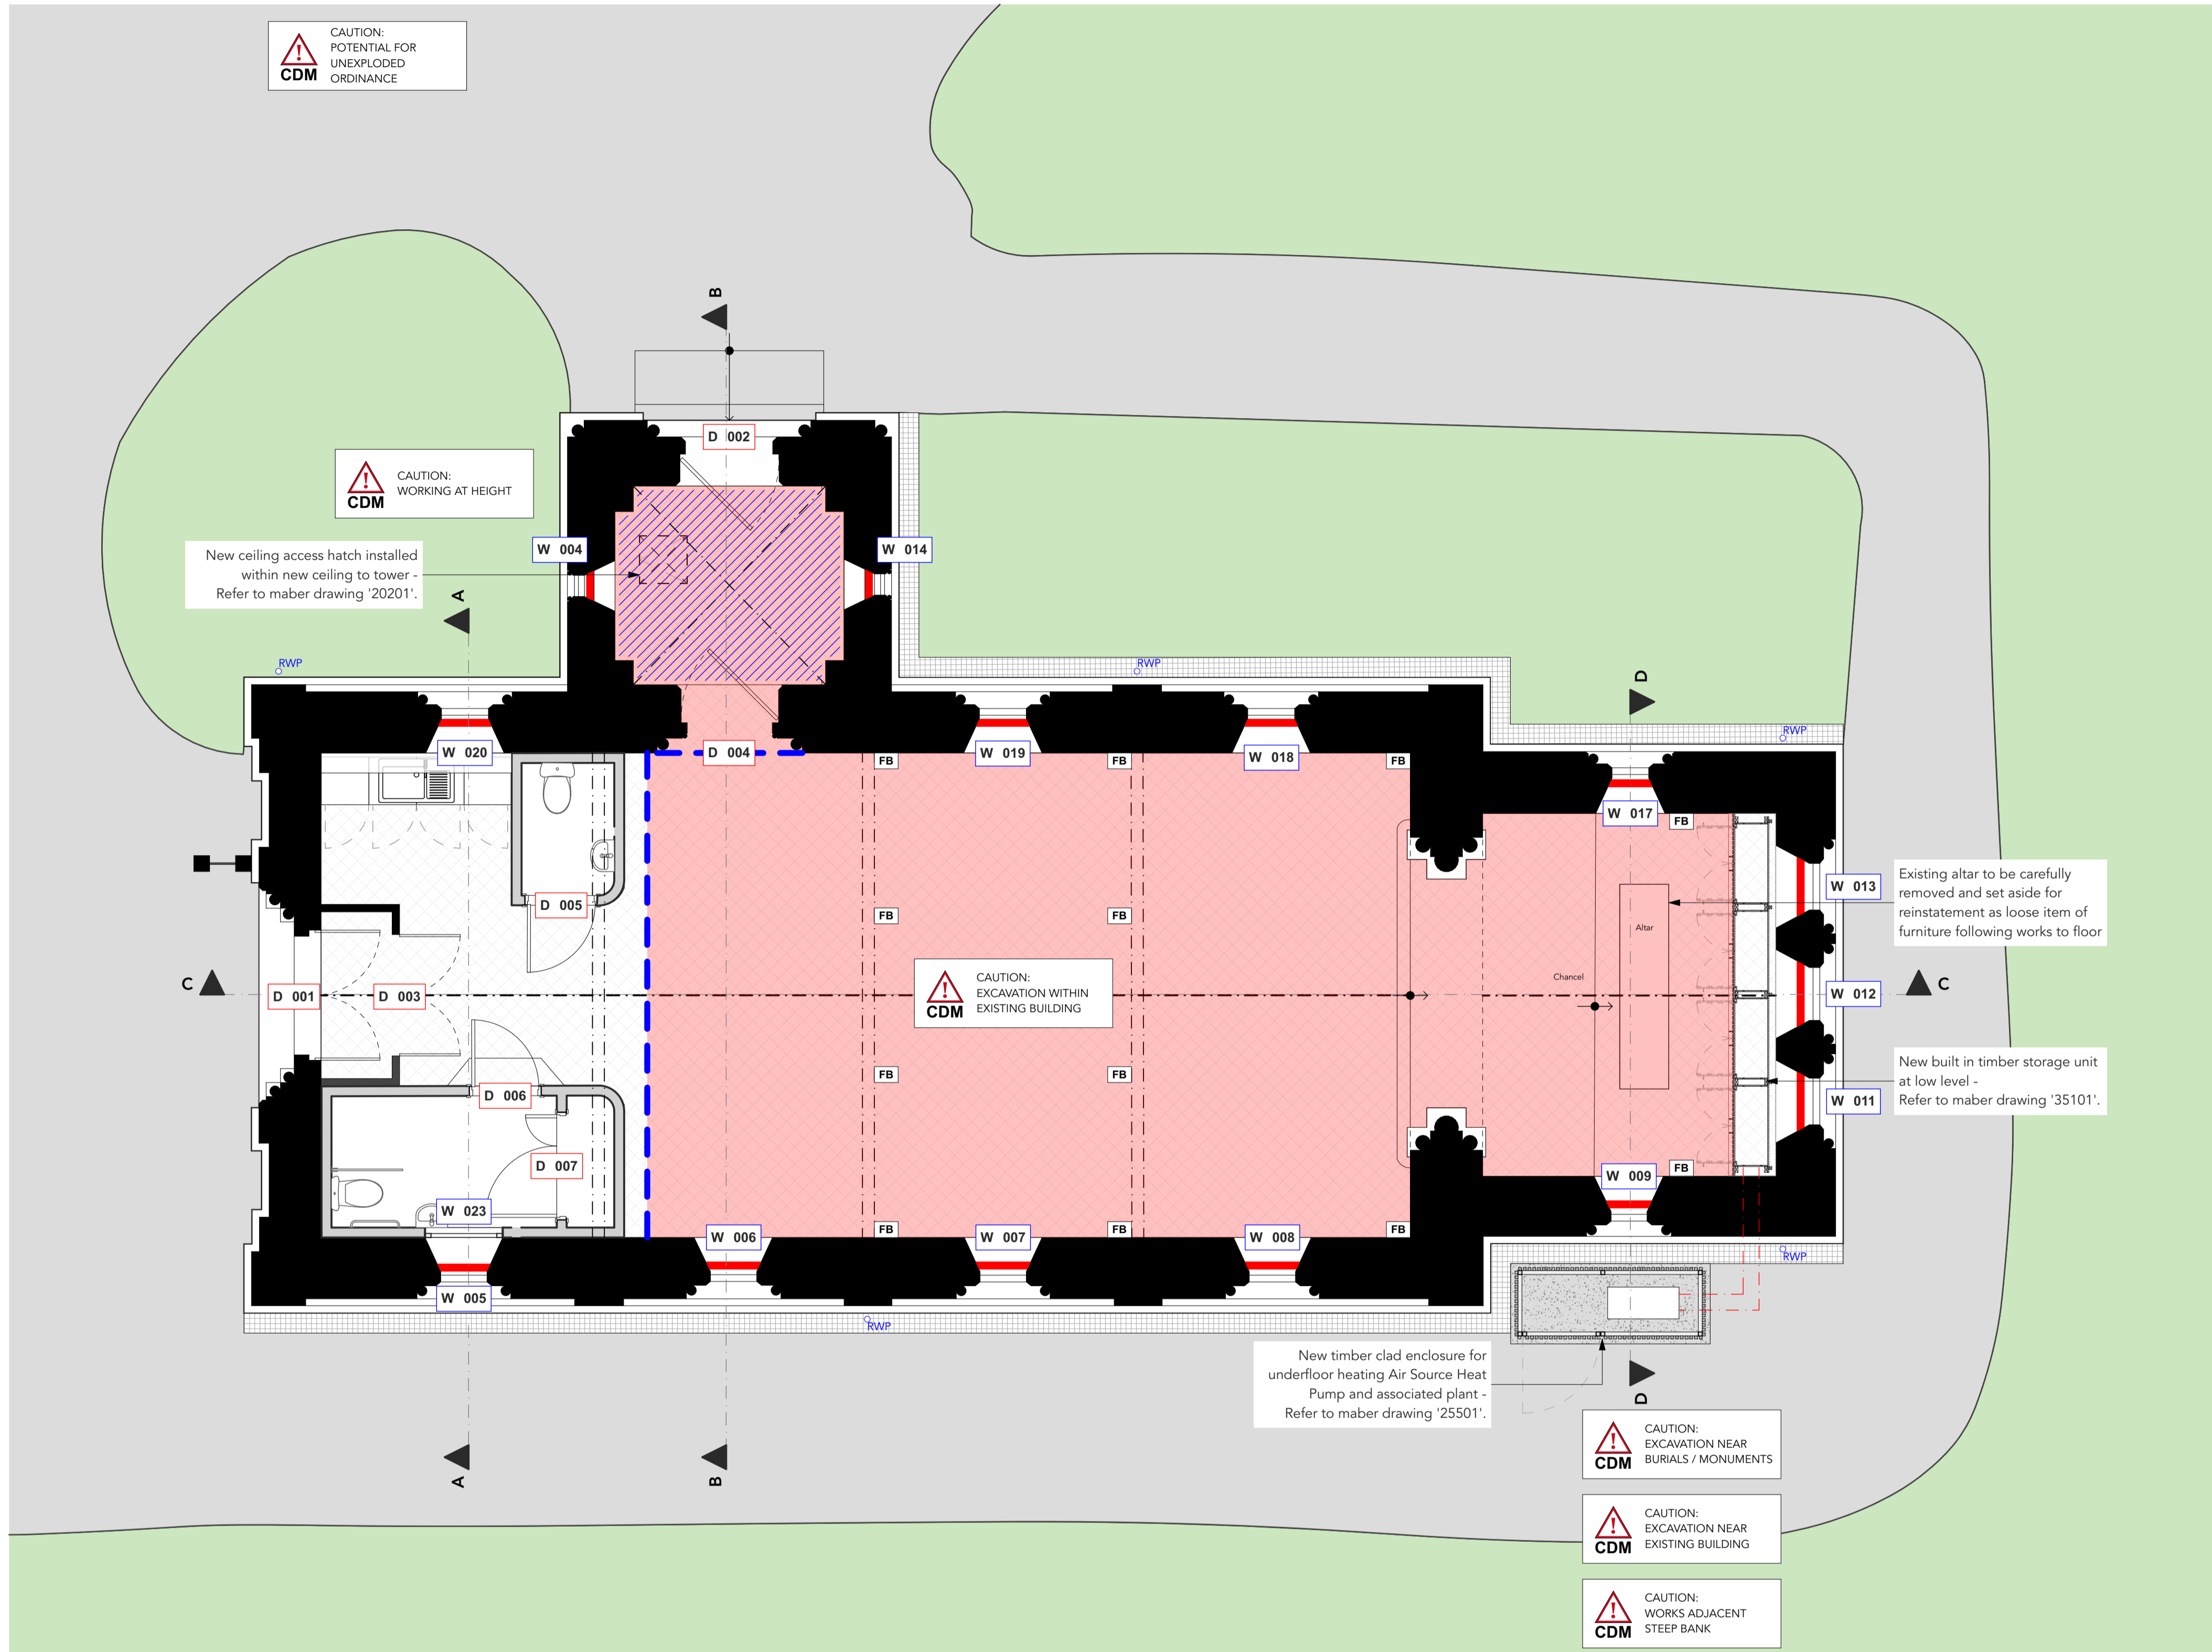 CAUTION:
POTENTIAL FOR
UNEXPLODED
ORDINANCE
CDM
B
D 002
CAUTION:
WORKING AT HEIGHT
CDM
W 004
W 014
New ceiling access hatch installed
within new ceiling to tower -
Refer to maber drawing '20201'.
A
RWP
RWP
D
RWP
W 020
D 004
W 019
W 018
FB
FB
FB
W 017
FB
D 005
FB
FB
W 013
Existing altar to be carefully
removed and set aside for
reinstatement as loose item of
furniture following works to floor
Altar
Chancel
C
D 001
D 003
CAUTION:
EXCAVATION WITHIN
EXISTING BUILDING
CDM
W 012
C
FB
FB
D 006
New built in timber storage unit
at low level -
Refer to maber drawing '35101'.
W 011
D 007
W 009
FB
W 023
FB
FB
FB
W 006
W 007
W 008
RWP
W 005
RWP
New timber clad enclosure for
underfloor heating Air Source Heat
Pump and associated plant -
Refer to maber drawing '25501'.
D
A
B
CAUTION:
EXCAVATION NEAR
BURIALS / MONUMENTS
CDM
CAUTION:
EXCAVATION NEAR
EXISTING BUILDING
CDM
CAUTION:
WORKS ADJACENT
STEEP BANK
CDM